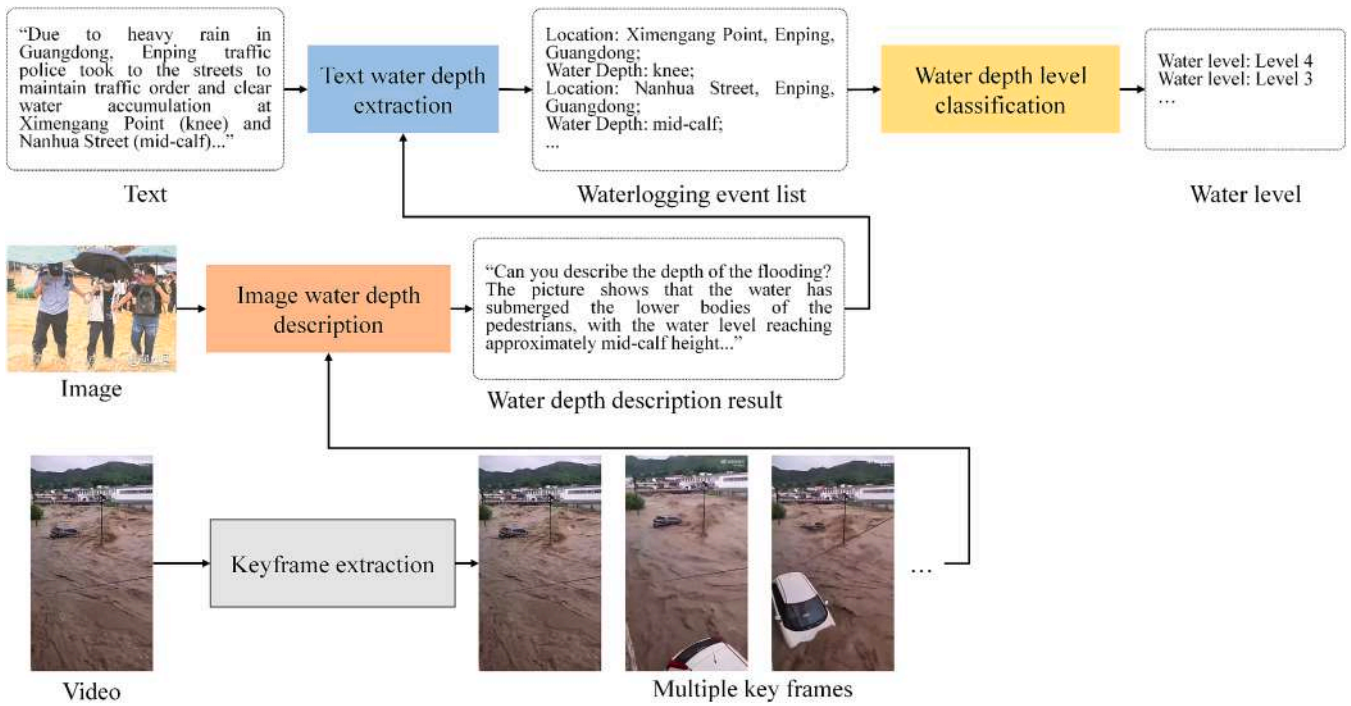 “Due to heavy rain in
Guangdong, Enping traffic
police took to the streets to
maintain traffic order and clear
water accumulation at
Ximengang Point (knee) and
Nanhua Street (mid-calf)...”
Text
Text water depth
extraction
Location: Ximengang Point, Enping,
Guangdong;
Water Depth: knee;
Location: Nanhua Street, Enping,
Guangdong;
Water Depth: mid-calf;
...
Waterlogging event list
Water depth level
classification
Water level: Level 4
Water level: Level 3
...
Water level
Image
Image water depth
description
“Can you describe the depth of the flooding?
The picture shows that the water has
submerged the lower bodies of the
pedestrians, with the water level reaching
approximately mid-calf height...”
Water depth description result
Video
Keyframe extraction
...
Multiple key frames